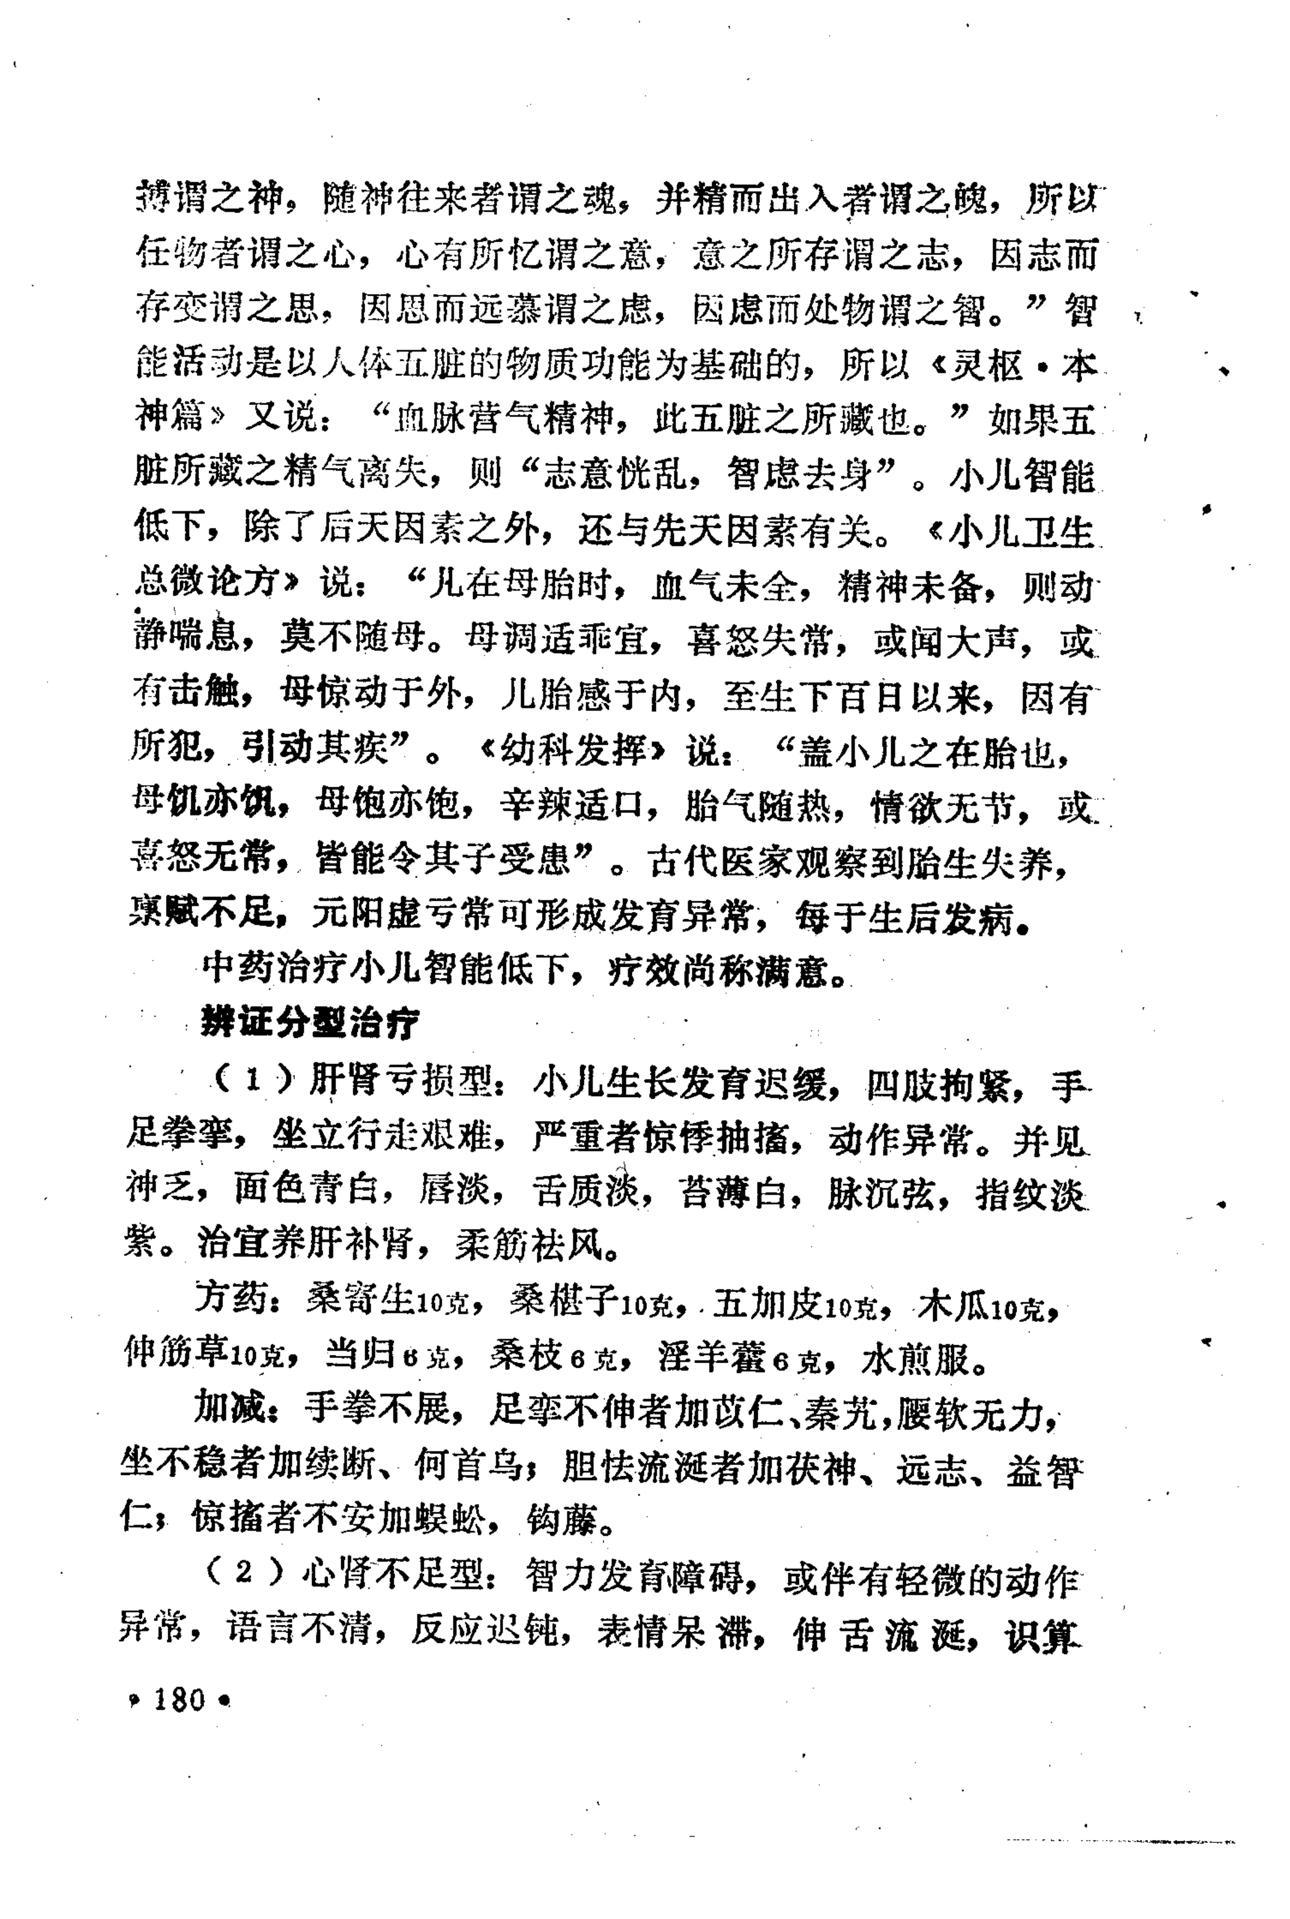 搏谓之神，随神往来者谓之魂，并精而出入者谓之魄，所以
任物者谓之心，心有所忆谓之意，意之所存谓之志，因志而
存变谓之思，因思而远慕谓之虑，因虑而处物谓之智。”智
能活动是以人体五脏的物质功能为基础的，所以《灵枢·本
神篇》又说：“血脉营气精神，此五脏之所藏也。”如果五
脏所藏之精气离失，则“志意恍乱，智虑去身”。小儿智能
低下，除了后天因素之外，还与先天因素有关。《小儿卫生
总微论方》说：“儿在母胎时，血气未全，精神未备，则动
静喘息，莫不随母。母调适乖宜，喜怒失常，或闻大声，或
有击触，母惊动于外，儿胎感于内，至生下百日以来，因有
所犯，引动其疾”。《幼科发挥》说：“盖小儿之在胎也，
母饥亦饥，母饱亦饱，辛辣适口，胎气随热，情欲无节，或
喜怒无常，皆能令其子受患”。古代医家观察到胎生失养，
禀赋不足，元阳虚亏常可形成发育异常，每于生后发病。
中药治疗小儿智能低下，疗效尚称满意。
辨证分型治疗
（1）肝肾亏损型：小儿生长发育迟缓，四肢拘紧，手
足拳挛，坐立行走艰难，严重者惊悸抽搐，动作异常。并见
神乏，面色青白，唇淡，舌质淡，苔薄白，脉沉弦，指纹淡
紫。治宜养肝补肾，柔筋祛风。
方药：桑寄生10克，桑椹子10克，五加皮10克，木瓜10克，
伸筋草10克，当归6克，桑枝6克，淫羊藿6克，水煎服。
加减：手拳不展，足挛不伸者加苡仁、秦艽，腰软无力，
坐不稳者加续断、何首乌；胆怯流涎者加茯神、远志、益智
仁；惊搐者不安加蜈蚣，钩藤。
（2）心肾不足型：智力发育障碍，或伴有轻微的动作
异常，语言不清，反应迟钝，表情呆滞，伸舌流涎，识算
·180·